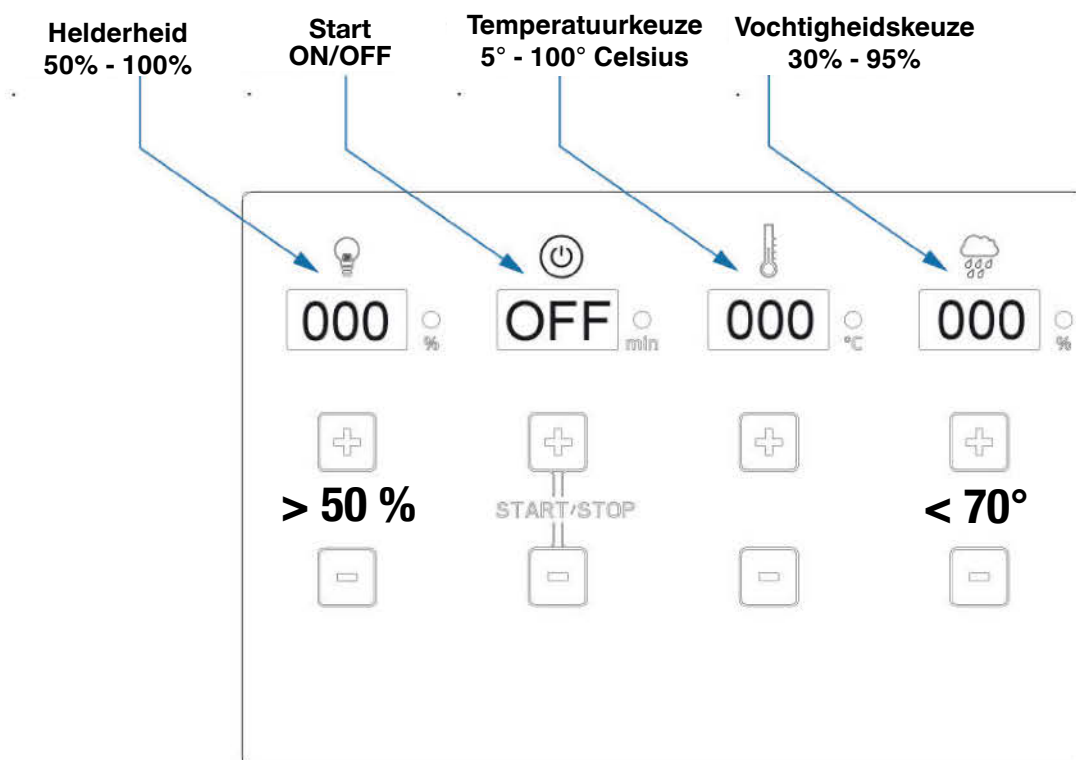 Helderheid
50% - 100%
Start
ON/OFF
Temperatuurkeuze
5° - 100° Celsius
Vochtigheidskeuze
30% - 95%
000 %
OFF min
000 °C
000 %
> 50 %
START/STOP
< 70°